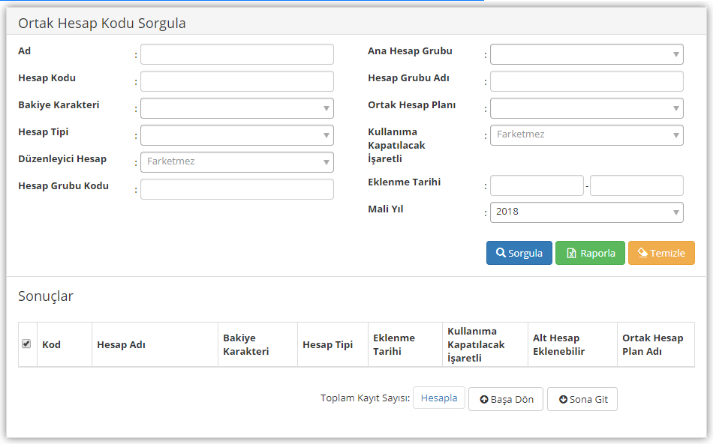 Ortak Hesap Kodu Sorgula
Ad :
Ana Hesap Grubu :
Hesap Kodu :
Hesap Grubu Adı :
Bakiye Karakteri :
Ortak Hesap Planı :
Hesap Tipi :
Kullanıma
Kapatılacak
İşaretli
: Farketmez
Düzenleyici Hesap : Farketmez
Hesap Grubu Kodu :
Eklenme Tarihi : -
Mali Yıl : 2018
Sorgula Raporla Temizle
Sonuçlar
Kod
Hesap Adı
Bakiye
Karakteri
Hesap Tipi
Eklenme
Tarihi
Kullanıma
Kapatılacak
İşaretli
Alt Hesap
Eklenebilir
Ortak Hesap
Plan Adı
Toplam Kayıt Sayısı: Hesapla Başa Dön Sona Git